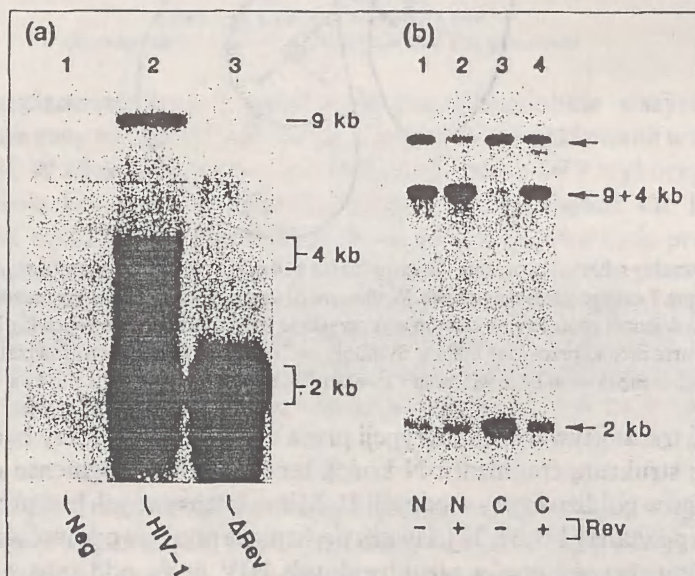 (a)
1 2 3
9 kb
4 kb
2 kb
Neg
HIV-1
ΔRev
(b)
1 2 3 4
9+4 kb
2 kb
N N C C
− + − + Rev